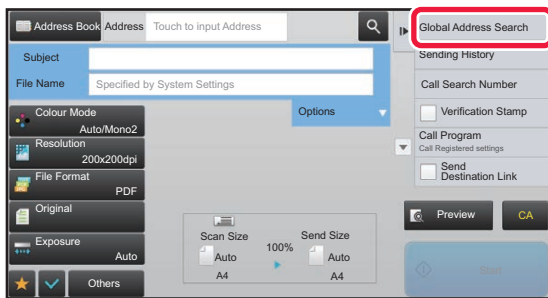 Address Book
Address
Touch to input Address
Subject
File Name
Specified by System Settings
Options
Colour Mode
Auto/Mono2
Resolution
200x200dpi
File Format
PDF
Original
Exposure
Auto
Others
Scan Size
Auto
A4
100%
Send Size
Auto
A4
Global Address Search
Sending History
Call Search Number
Verification Stamp
Call Program
Call Registered settings
Send
Destination Link
Preview
CA
Start